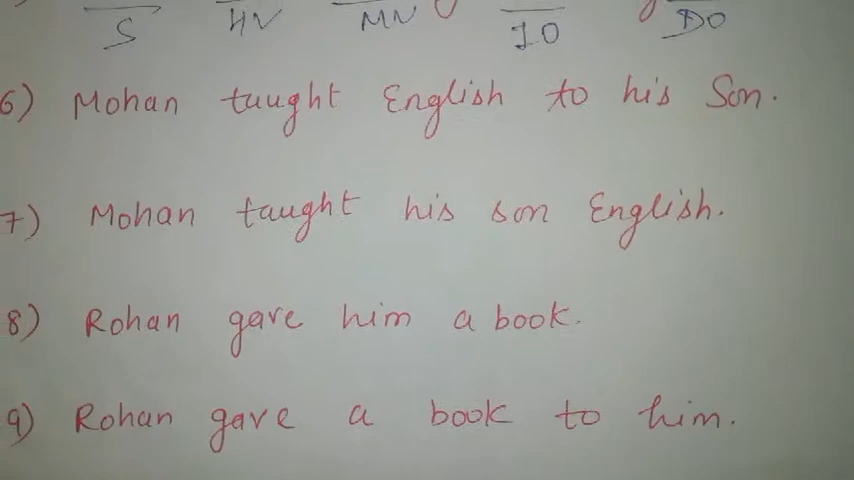 S HV MV IO DO
6) Mohan taught English to his Son.
7) Mohan taught his son English.
8) Rohan gave him a book.
9) Rohan gave a book to him.